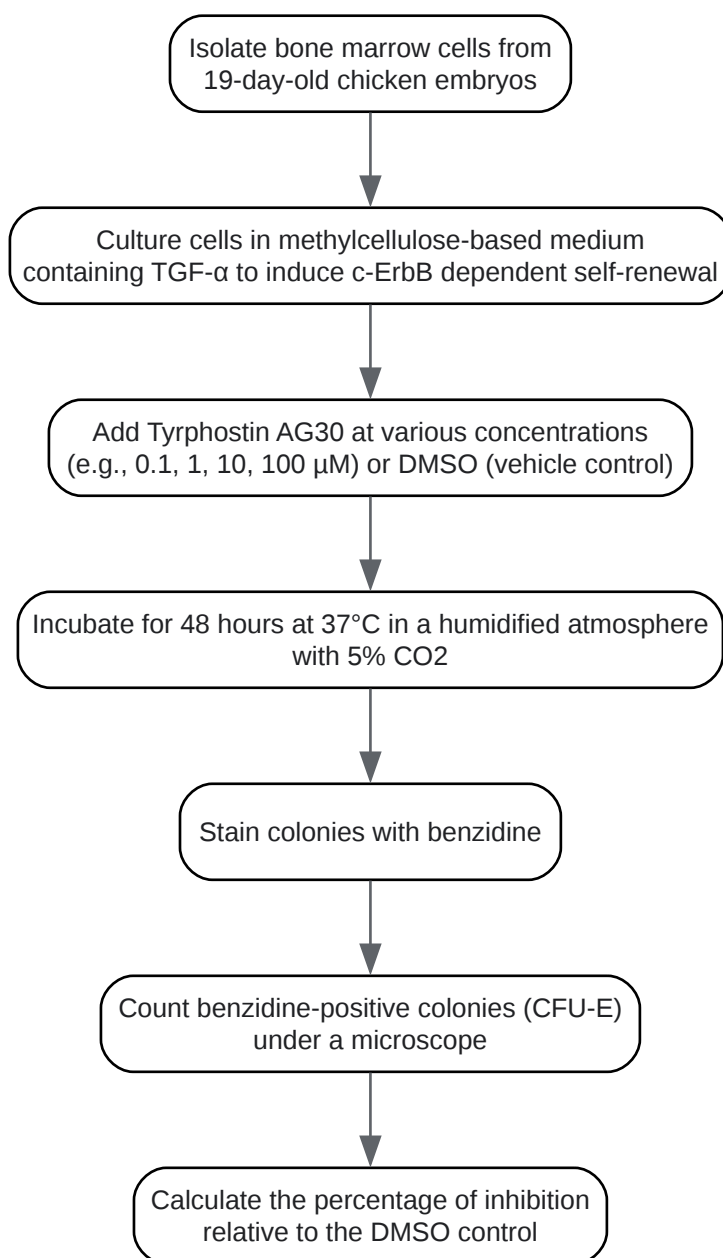 Isolate bone marrow cells from
19-day-old chicken embryos
Culture cells in methylcellulose-based medium
containing TGF-α to induce c-ErbB dependent self-renewal
Add Tyrphostin AG30 at various concentrations
(e.g., 0.1, 1, 10, 100 µM) or DMSO (vehicle control)
Incubate for 48 hours at 37°C in a humidified atmosphere
with 5% CO2
Stain colonies with benzidine
Count benzidine-positive colonies (CFU-E)
under a microscope
Calculate the percentage of inhibition
relative to the DMSO control